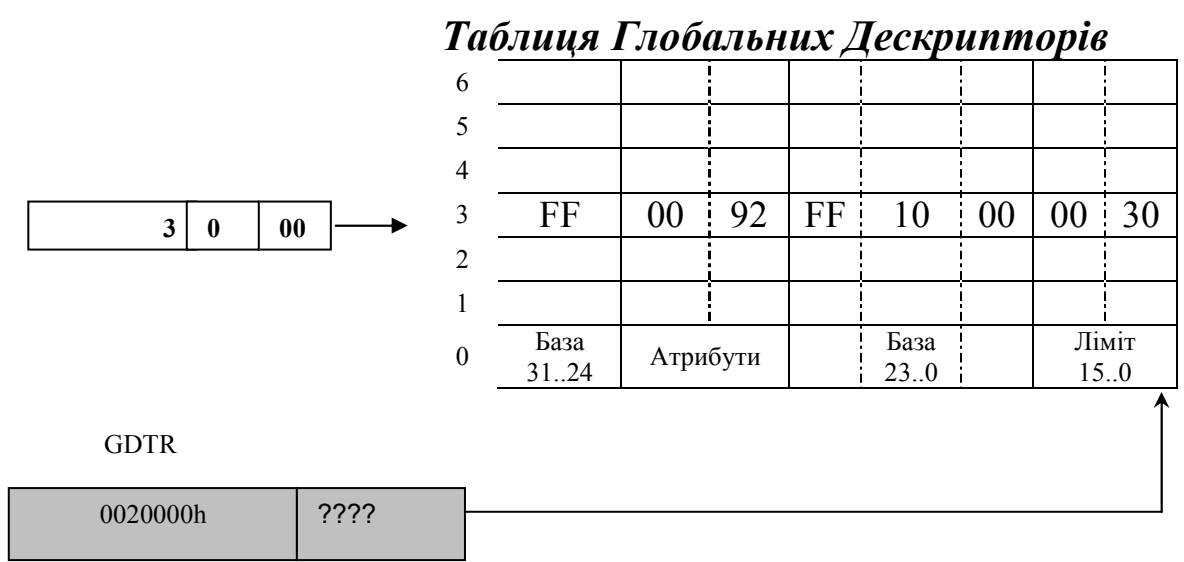 Таблиця Глобальних Дескрипторів
6
5
4
3 0 00
3 FF 00 92 FF 10 00 00 30
2
1
0 База 31..24 Атрибути База 23..0 Ліміт 15..0
GDTR
0020000h ????